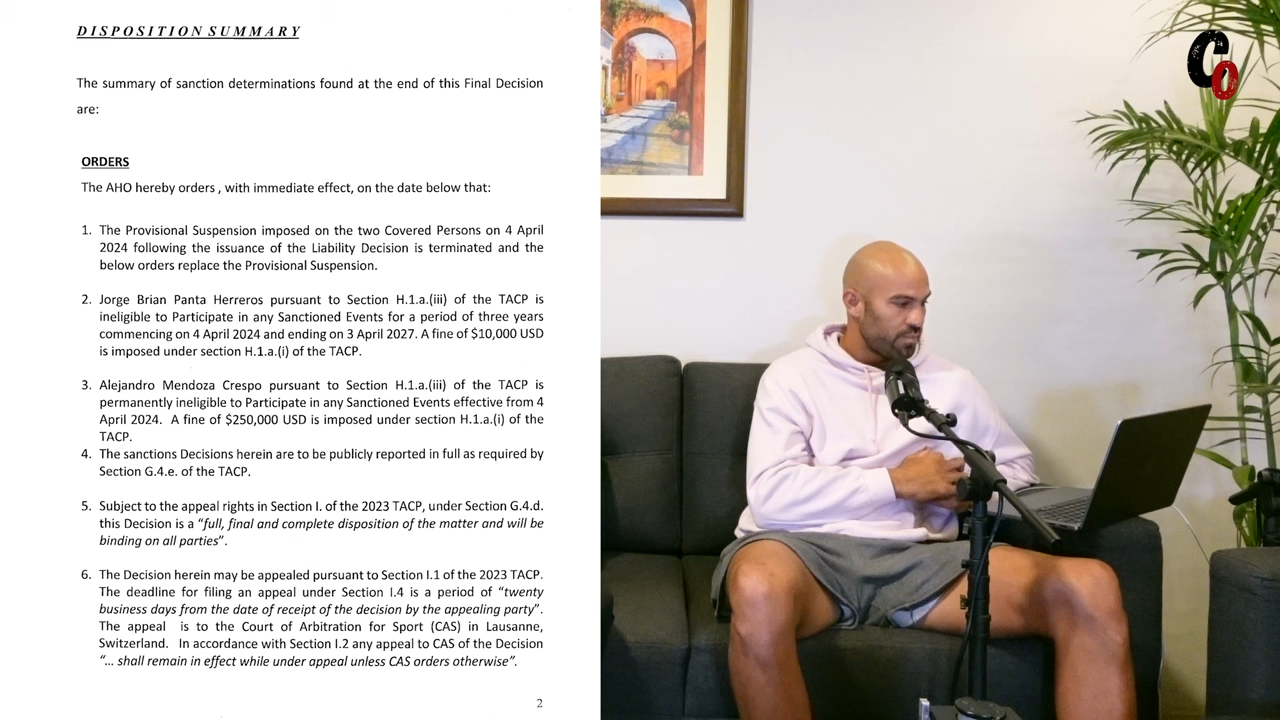 DISPOSITION SUMMARY
The summary of sanction determinations found at the end of this Final Decision
are:
ORDERS
The AHO hereby orders , with immediate effect, on the date below that:
1. The Provisional Suspension imposed on the two Covered Persons on 4 April
2024 following the issuance of the Liability Decision is terminated and the
below orders replace the Provisional Suspension.
2. Jorge Brian Panta Herreros pursuant to Section H.1.a.(iii) of the TACP is
ineligible to Participate in any Sanctioned Events for a period of three years
commencing on 4 April 2024 and ending on 3 April 2027. A fine of $10,000 USD
is imposed under section H.1.a.(i) of the TACP.
3. Alejandro Mendoza Crespo pursuant to Section H.1.a.(iii) of the TACP is
permanently ineligible to Participate in any Sanctioned Events effective from 4
April 2024. A fine of $250,000 USD is imposed under section H.1.a.(i) of the
TACP.
4. The sanctions Decisions herein are to be publicly reported in full as required by
Section G.4.e. of the TACP.
5. Subject to the appeal rights in Section I. of the 2023 TACP, under Section G.4.d.
this Decision is a “full, final and complete disposition of the matter and will be
binding on all parties”.
6. The Decision herein may be appealed pursuant to Section I.1 of the 2023 TACP.
The deadline for filing an appeal under Section I.4 is a period of “twenty
business days from the date of receipt of the decision by the appealing party”.
The appeal is to the Court of Arbitration for Sport (CAS) in Lausanne,
Switzerland. In accordance with Section I.2 any appeal to CAS of the Decision
“... shall remain in effect while under appeal unless CAS orders otherwise”.
2
CO